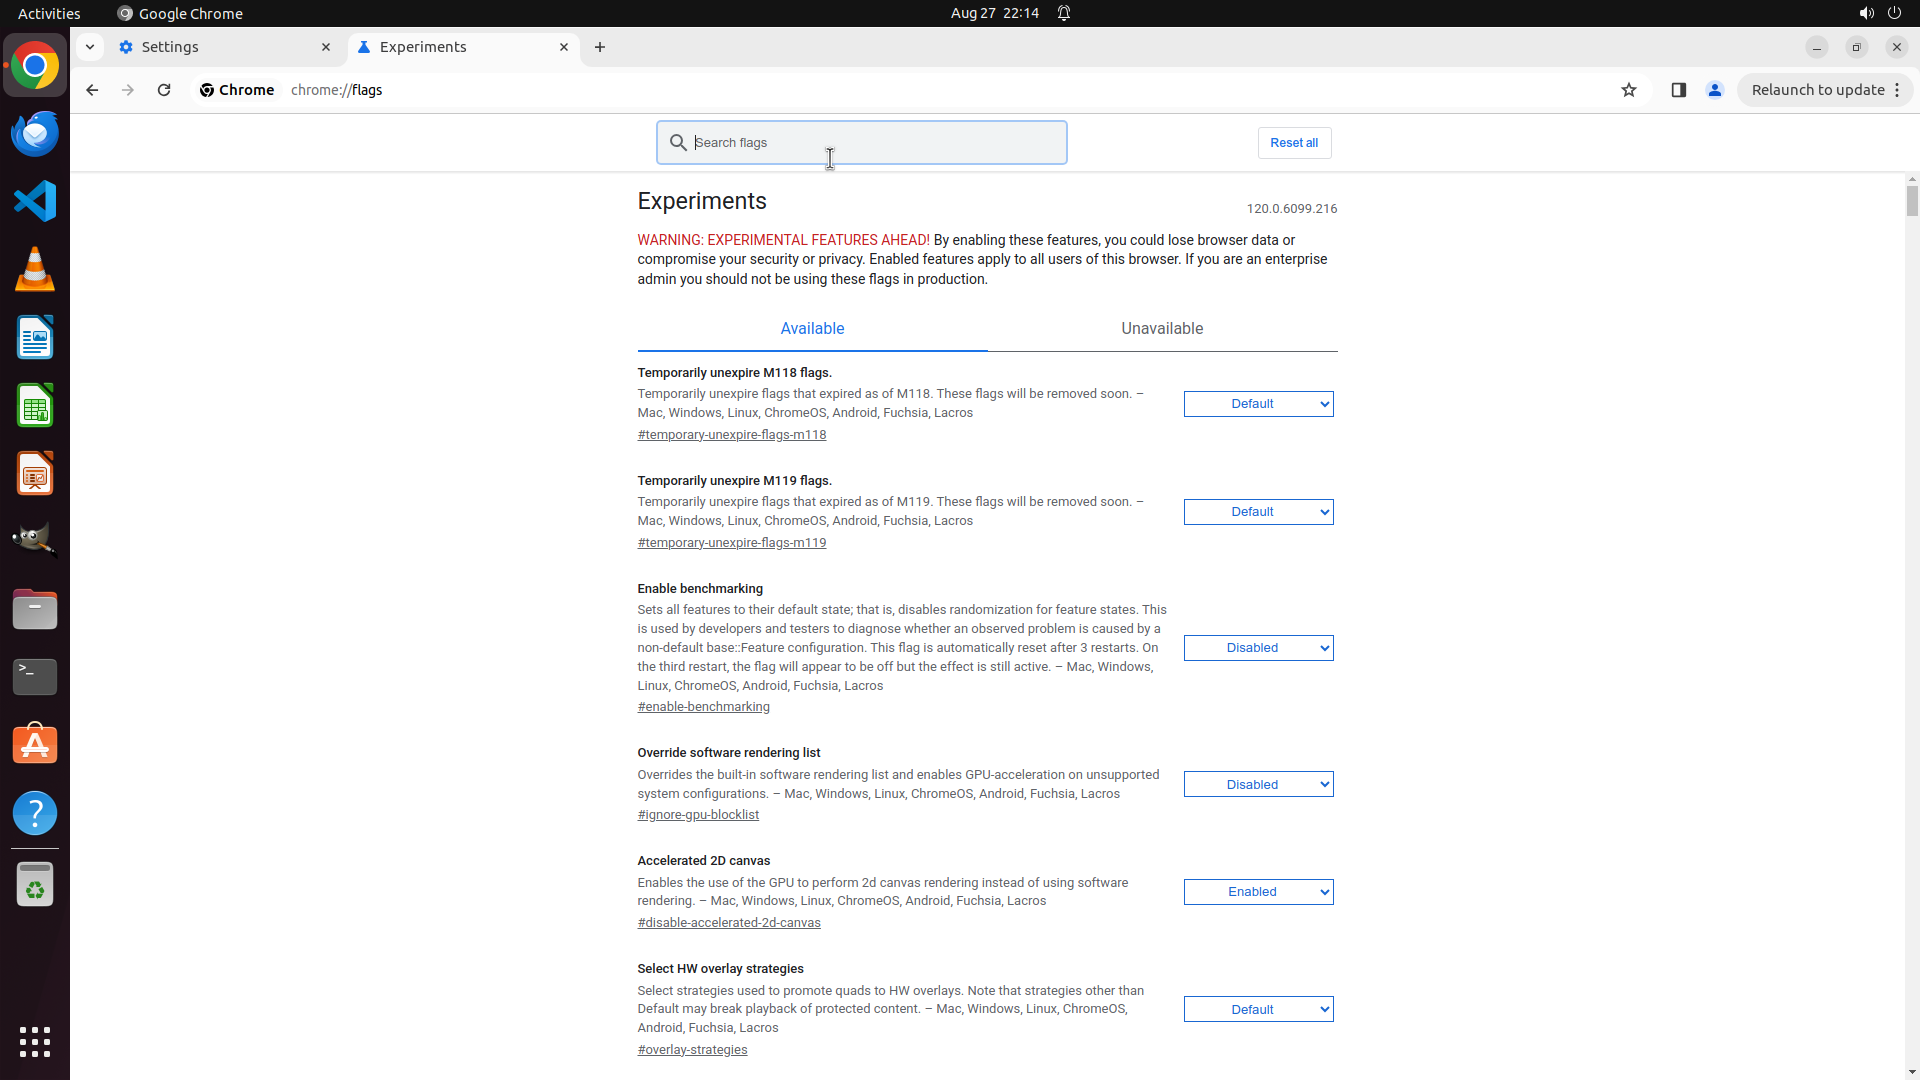 Activities
Google Chrome
Aug 27 22:14
Settings
Experiments
Chrome
chrome://flags
Relaunch to update
Search flags
Reset all
Experiments
120.0.6099.216
WARNING: EXPERIMENTAL FEATURES AHEAD! By enabling these features, you could lose browser data or
compromise your security or privacy. Enabled features apply to all users of this browser. If you are an enterprise
admin you should not be using these flags in production.
Available
Unavailable
Temporarily unexpire M118 flags.
Temporarily unexpire flags that expired as of M118. These flags will be removed soon. –
Mac, Windows, Linux, ChromeOS, Android, Fuchsia, Lacros
#temporary-unexpire-flags-m118
Default
Temporarily unexpire M119 flags.
Temporarily unexpire flags that expired as of M119. These flags will be removed soon. –
Mac, Windows, Linux, ChromeOS, Android, Fuchsia, Lacros
#temporary-unexpire-flags-m119
Default
Enable benchmarking
Sets all features to their default state; that is, disables randomization for feature states. This
is used by developers and testers to diagnose whether an observed problem is caused by a
non-default base::Feature configuration. This flag is automatically reset after 3 restarts. On
the third restart, the flag will appear to be off but the effect is still active. – Mac, Windows,
Linux, ChromeOS, Android, Fuchsia, Lacros
#enable-benchmarking
Disabled
Override software rendering list
Overrides the built-in software rendering list and enables GPU-acceleration on unsupported
system configurations. – Mac, Windows, Linux, ChromeOS, Android, Fuchsia, Lacros
#ignore-gpu-blocklist
Disabled
Accelerated 2D canvas
Enables the use of the GPU to perform 2d canvas rendering instead of using software
rendering. – Mac, Windows, Linux, ChromeOS, Android, Fuchsia, Lacros
#disable-accelerated-2d-canvas
Enabled
Select HW overlay strategies
Select strategies used to promote quads to HW overlays. Note that strategies other than
Default may break playback of protected content. – Mac, Windows, Linux, ChromeOS,
Android, Fuchsia, Lacros
#overlay-strategies
Default